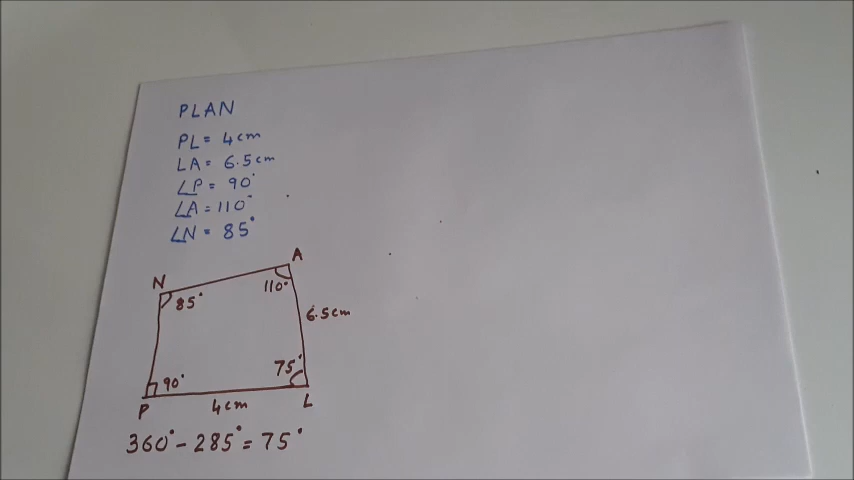 PLAN
PL = 4cm
LA = 6.5cm
∠P = 90°
∠A = 110°
∠N = 85°
N
A
85°
110°
6.5cm
75°
90°
P
4cm
L
360° - 285° = 75°